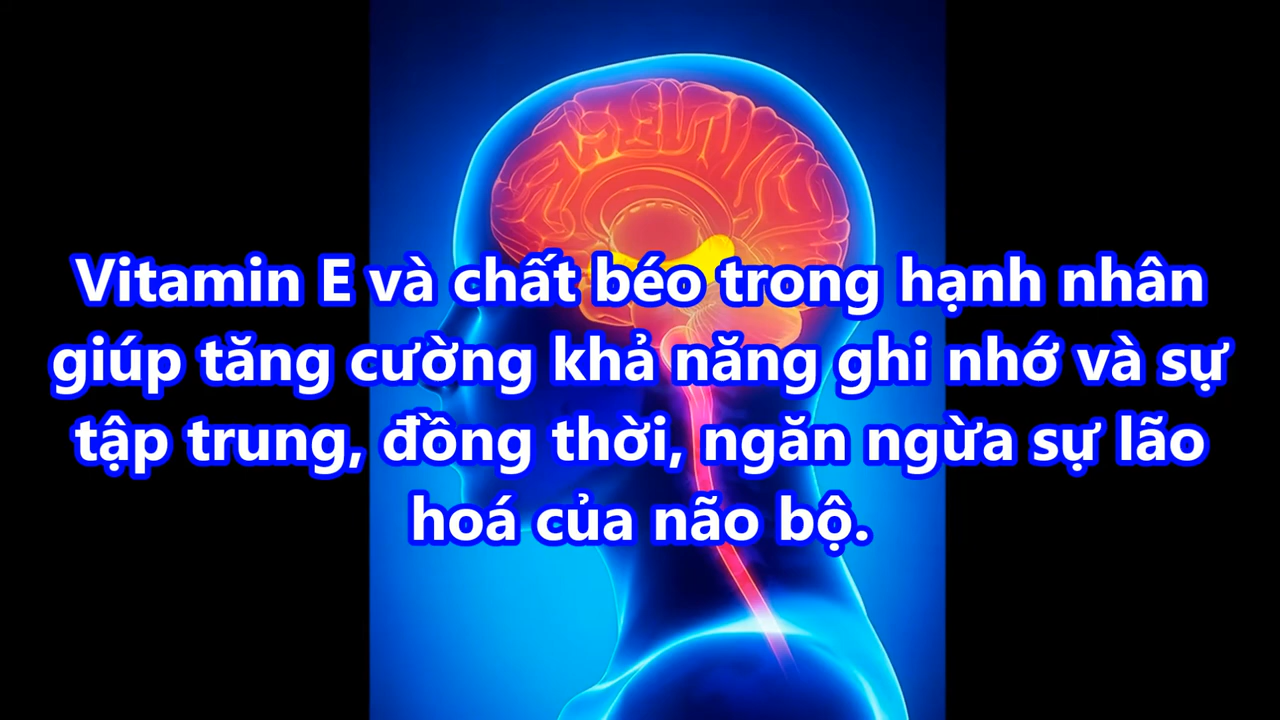 Vitamin E và chất béo trong hạnh nhân
giúp tăng cường khả năng ghi nhớ và sự
tập trung, đồng thời, ngăn ngừa sự lão
hoá của não bộ.